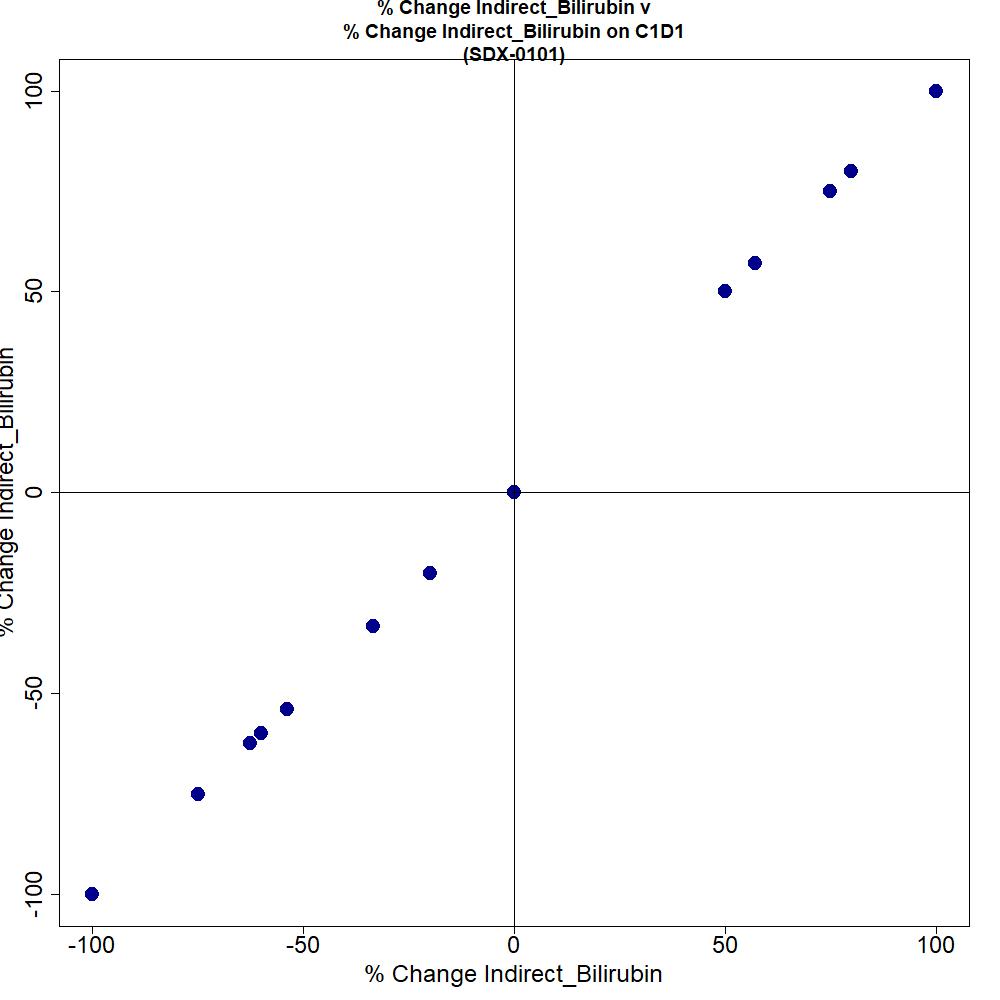 % Change Indirect_Bilirubin v
% Change Indirect_Bilirubin on C1D1
(SDX-0101)
% Change Indirect_Bilirubin
100
50
0
-50
-100
-100
-50
0
50
100
% Change Indirect_Bilirubin